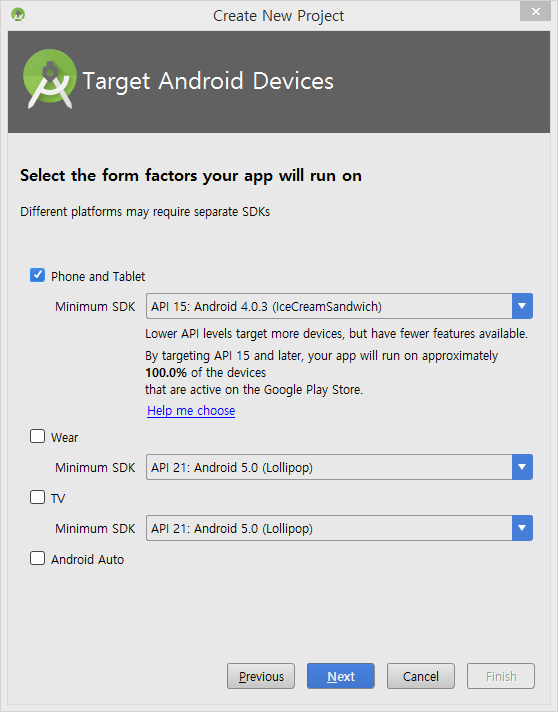 Create New Project
Target Android Devices
Select the form factors your app will run on
Different platforms may require separate SDKs
Phone and Tablet
Minimum SDK API 15: Android 4.0.3 (IceCreamSandwich)
Lower API levels target more devices, but have fewer features available.
By targeting API 15 and later, your app will run on approximately
100.0% of the devices
that are active on the Google Play Store.
Help me choose
Wear
Minimum SDK API 21: Android 5.0 (Lollipop)
TV
Minimum SDK API 21: Android 5.0 (Lollipop)
Android Auto
Previous Next Cancel Finish